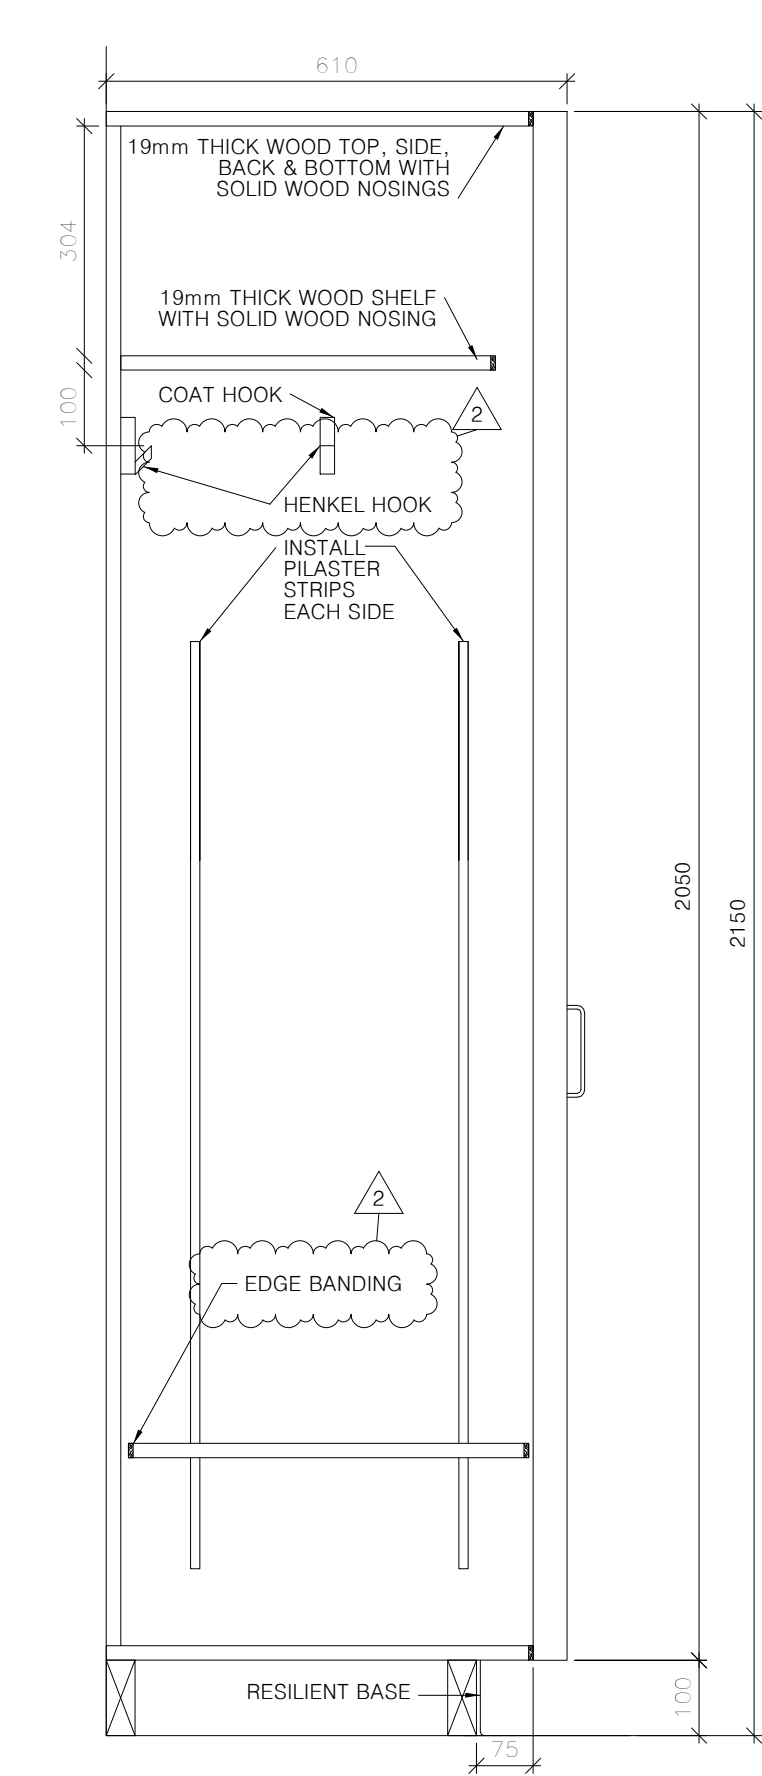 610
19mm THICK WOOD TOP, SIDE,
BACK & BOTTOM WITH
SOLID WOOD NOSINGS
304
19mm THICK WOOD SHELF
WITH SOLID WOOD NOSING
100
COAT HOOK
2
HENKEL HOOK
INSTALL
PILASTER
STRIPS
EACH SIDE
2050
2150
2
EDGE BANDING
RESILIENT BASE
100
75